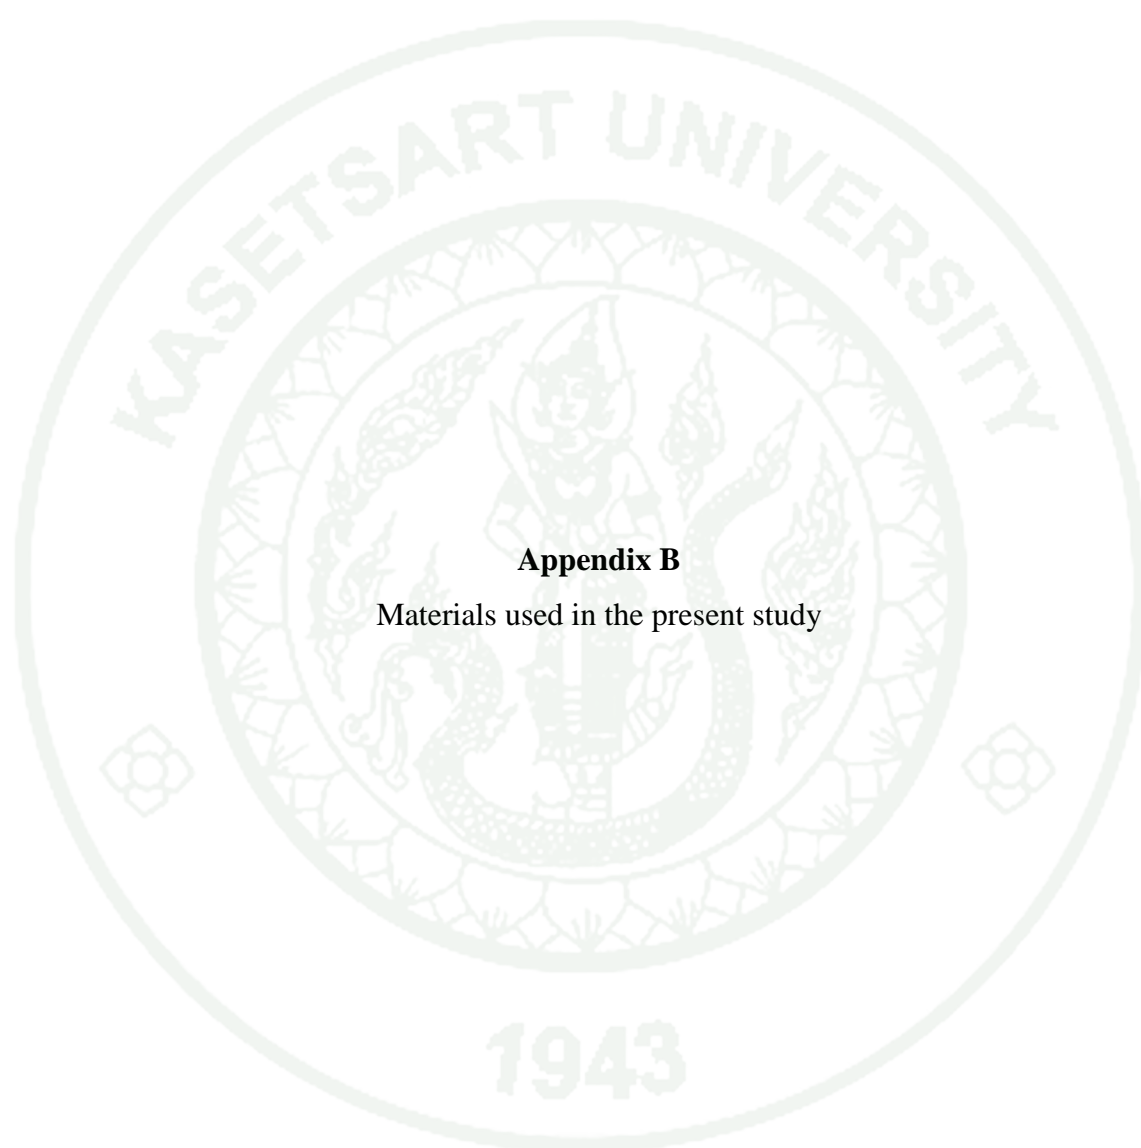 KASETSART UNIVERSITY
Appendix B
Materials used in the present study
1943